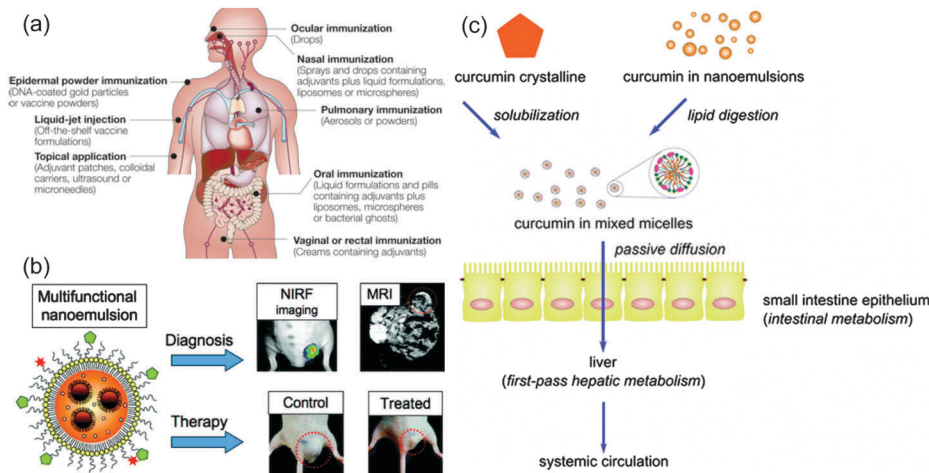 (a)
Ocular immunization
(Drops)
Nasal immunization
(Sprays and drops containing
adjuvants plus liquid formulations,
liposomes or microspheres)
Epidermal powder immunization
(DNA-coated gold particles
or vaccine powders)
Pulmonary immunization
(Aerosols or powders)
Liquid-jet injection
(Off-the-shelf vaccine
formulations)
Topical application
(Adjuvant patches, colloidal
carriers, ultrasound or
microneedles)
Oral immunization
(Liquid formulations and pills
containing adjuvants plus
liposomes, microspheres
or bacterial ghosts)
Vaginal or rectal immunization
(Creams containing adjuvants)
(b)
Multifunctional
nanoemulsion
Diagnosis
NIRF
imaging
MRI
Therapy
Control
Treated
(c)
curcumin crystalline
curcumin in nanoemulsions
solubilization
lipid digestion
curcumin in mixed micelles
passive diffusion
small intestine epithelium
(intestinal metabolism)
liver
(first-pass hepatic metabolism)
systemic circulation